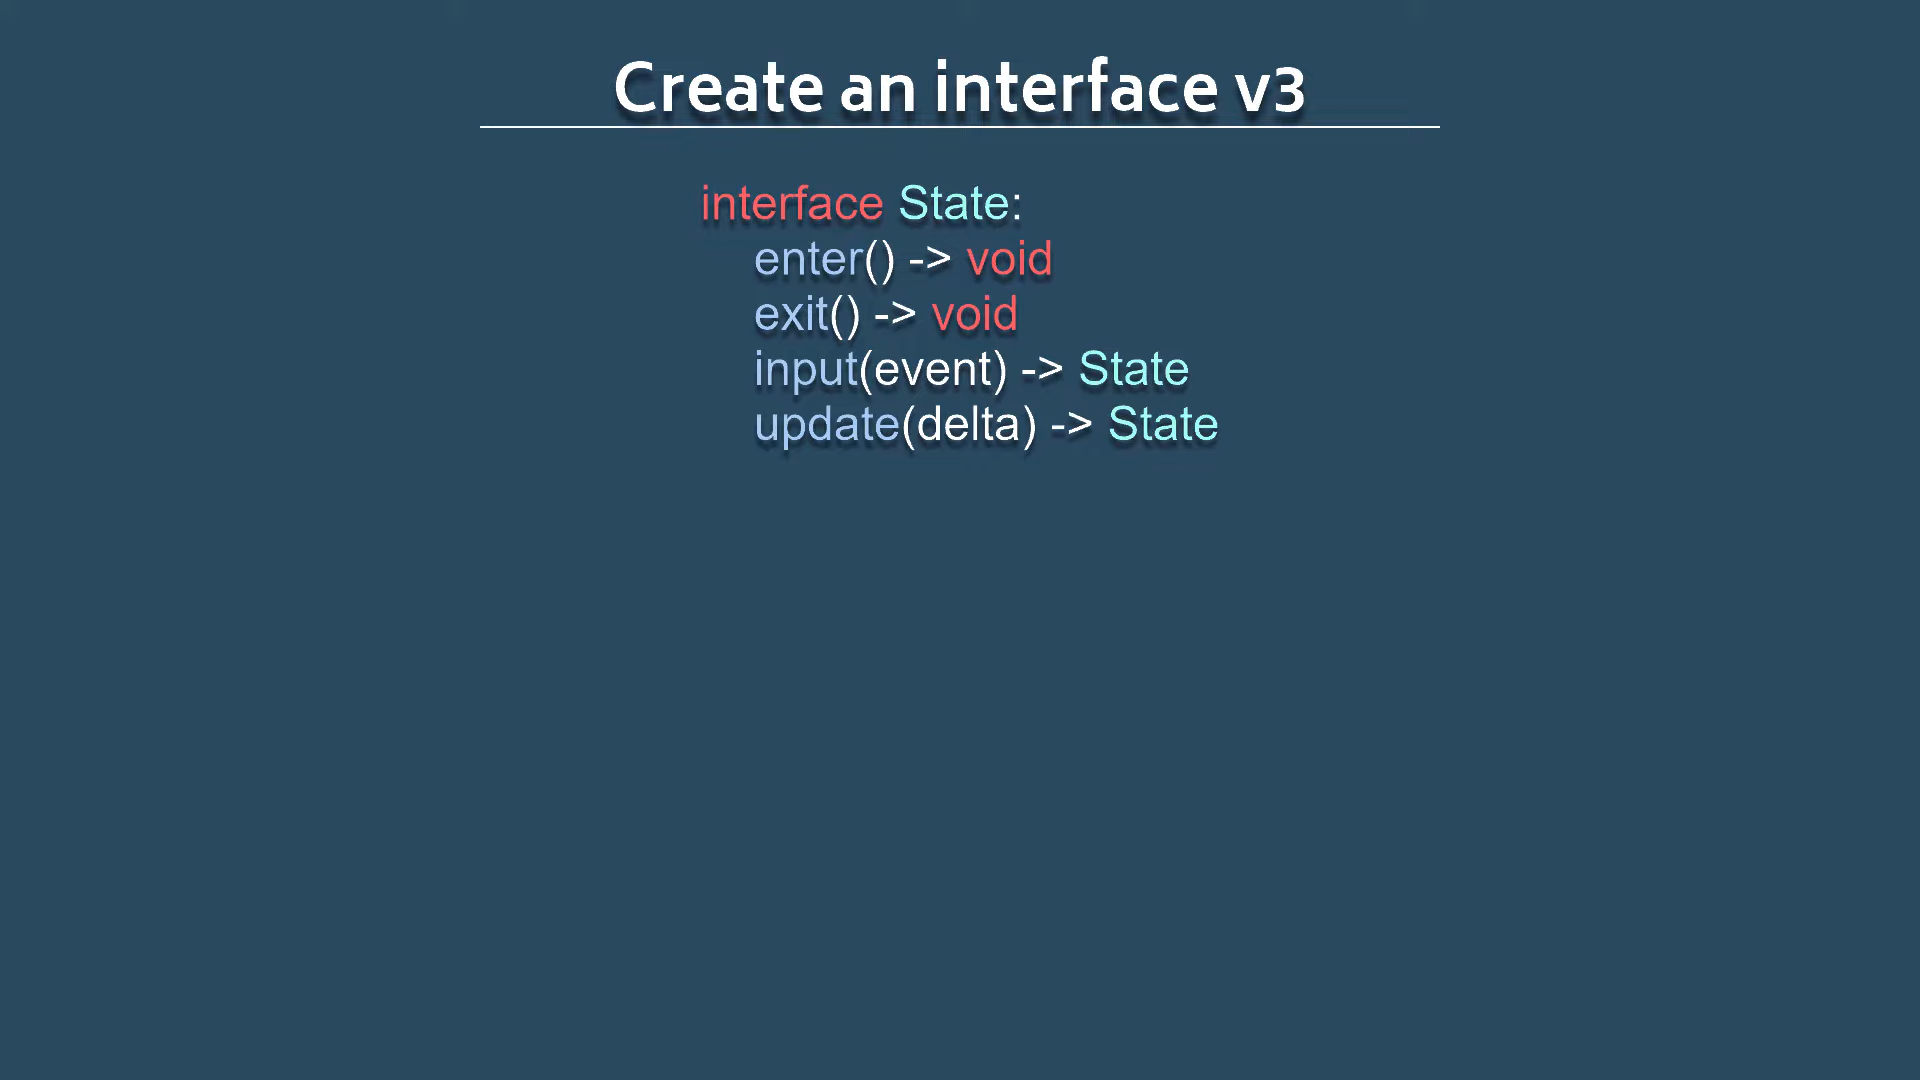 Create an interface v3
interface State:
enter() -> void
exit() -> void
input(event) -> State
update(delta) -> State